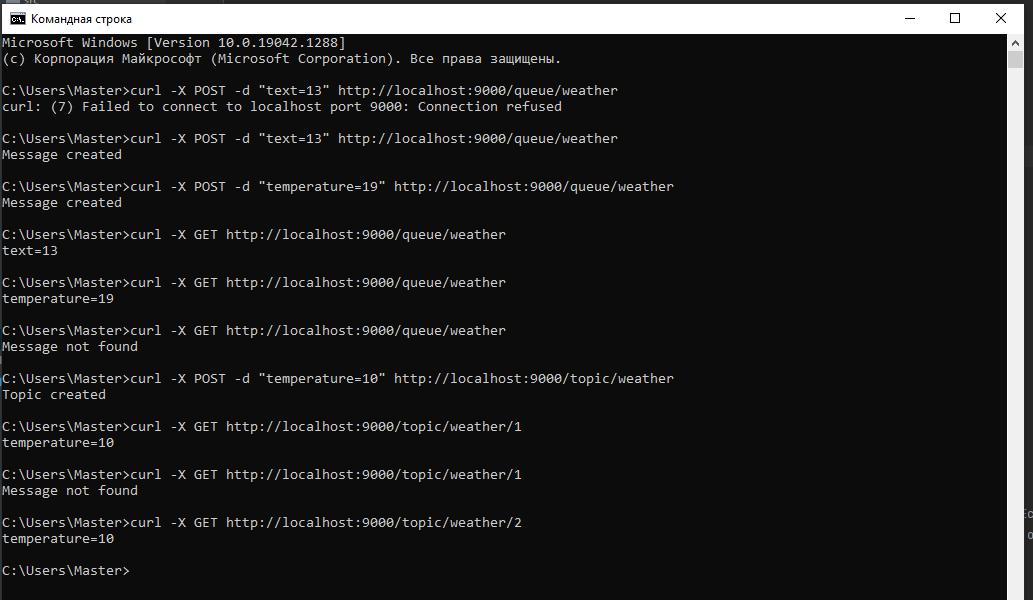 Командная строка
Microsoft Windows [Version 10.0.19042.1288]
(c) Корпорация Майкрософт (Microsoft Corporation). Все права защищены.
C:\Users\Master>curl -X POST -d "text=13" http://localhost:9000/queue/weather
curl: (7) Failed to connect to localhost port 9000: Connection refused
C:\Users\Master>curl -X POST -d "text=13" http://localhost:9000/queue/weather
Message created
C:\Users\Master>curl -X POST -d "temperature=19" http://localhost:9000/queue/weather
Message created
C:\Users\Master>curl -X GET http://localhost:9000/queue/weather
text=13
C:\Users\Master>curl -X GET http://localhost:9000/queue/weather
temperature=19
C:\Users\Master>curl -X GET http://localhost:9000/queue/weather
Message not found
C:\Users\Master>curl -X POST -d "temperature=10" http://localhost:9000/topic/weather
Topic created
C:\Users\Master>curl -X GET http://localhost:9000/topic/weather/1
temperature=10
C:\Users\Master>curl -X GET http://localhost:9000/topic/weather/1
Message not found
C:\Users\Master>curl -X GET http://localhost:9000/topic/weather/2
temperature=10
C:\Users\Master>